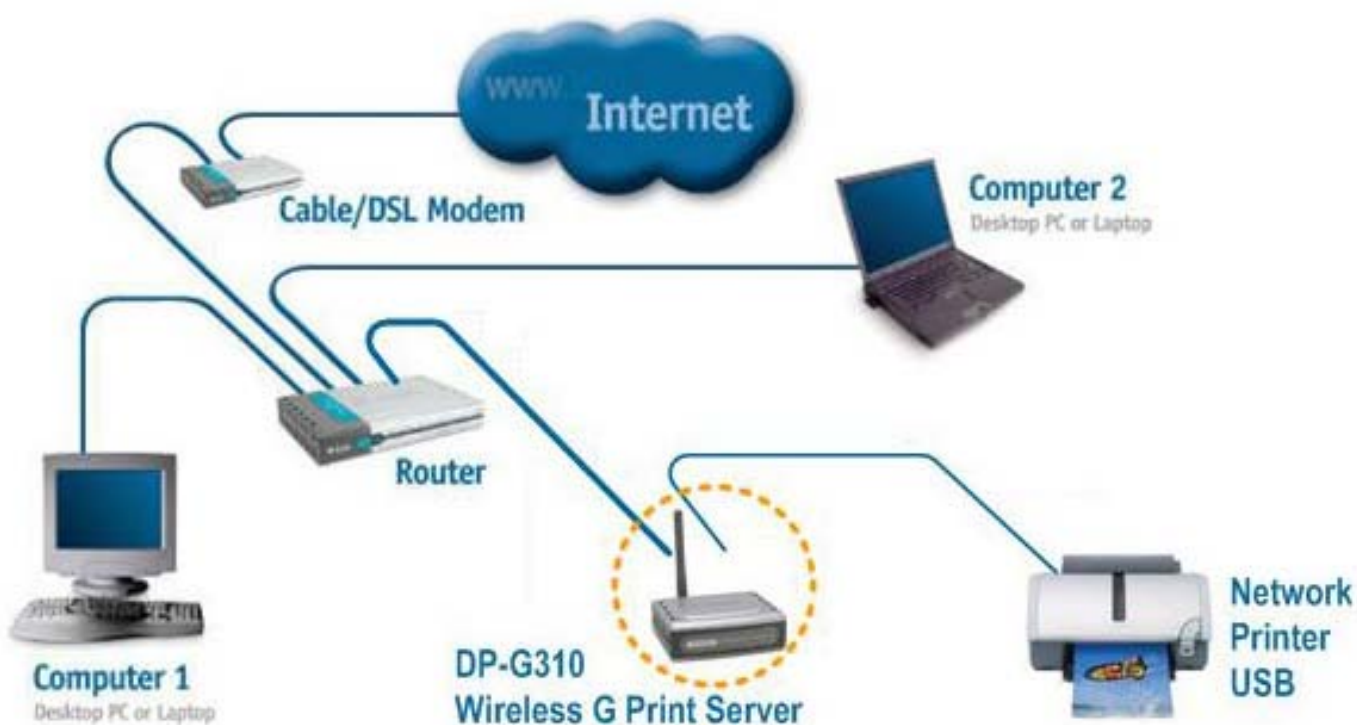 www.
Internet
Cable/DSL Modem
Computer 2
Desktop PC or Laptop
Router
Computer 1
Desktop PC or Laptop
DP-G310
Wireless G Print Server
Network
Printer
USB